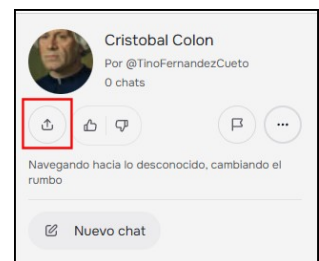 Cristobal Colon
Por @TinoFernandezCueto
0 chats
Navegando hacia lo desconocido, cambiando el
rumbo
Nuevo chat